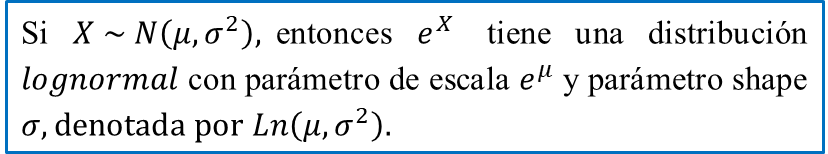 Si X ~ N(μ, σ²), entonces e^X tiene una distribución
lognormal con parámetro de escala e^μ y parámetro shape
σ, denotada por Ln(μ, σ²).